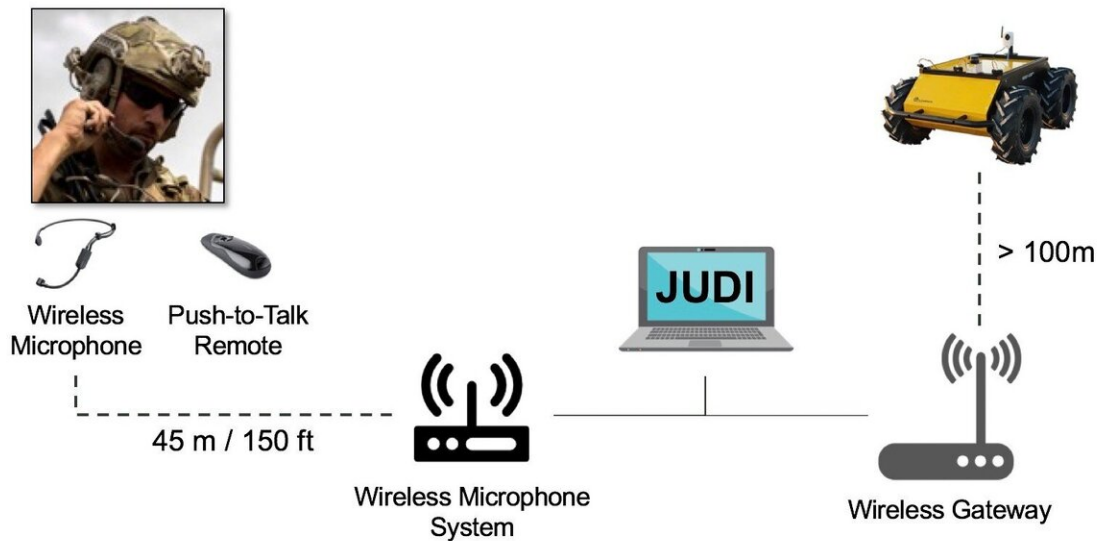 JUDI
> 100m
Wireless
Microphone
Push-to-Talk
Remote
45 m / 150 ft
Wireless Microphone
System
Wireless Gateway